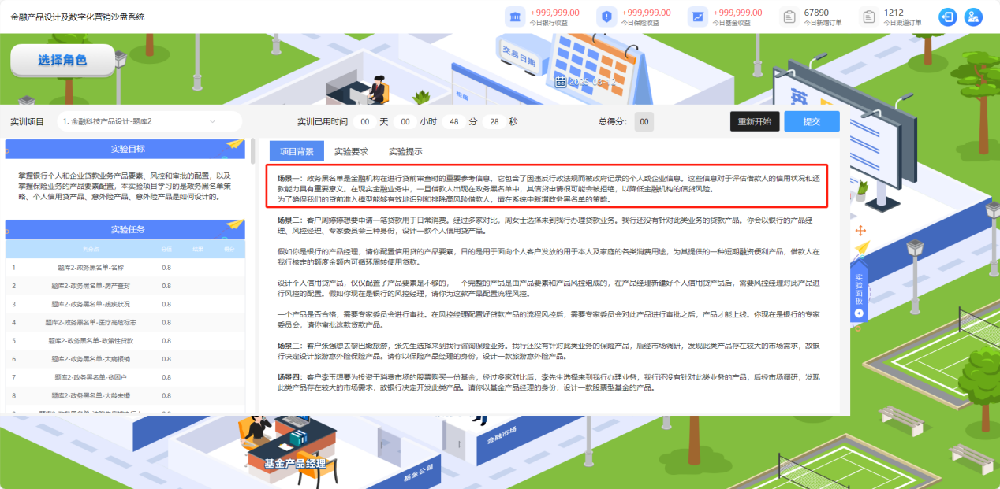 金融产品设计及数字化营销沙盘系统
+999,999.00
今日银行收益
+999,999.00
今日保险收益
+999,999.00
今日基金收益
67890
今日新增订单
1212
今日渠道订单
选择角色
交易日期
2025-03-12
柜面
英
实训项目
1. 金融科技产品设计-题库2
实训已用时间 00 天 00 小时 48 分 28 秒
总得分: 00
重新开始
提交
实验目标
掌握银行个人和企业贷款业务产品要素、风控和审批的配置，以及
掌握保险业务的产品要素配置，本实验项目学习的是政务黑名单策
略、个人信用贷产品、意外险产品、意外险产品是如何设计的。
实验任务
判分点 分值 结果 得分
1 题库2-政务黑名单-名称 0.8
2 题库2-政务黑名单-房产查封 0.8
3 题库2-政务黑名单-残疾状况 0.8
4 题库2-政务黑名单-医疗高危标志 0.8
5 题库2-政务黑名单-政策性贷款 0.8
6 题库2-政务黑名单-大病报销 0.8
7 题库2-政务黑名单-贫困户 0.8
8 题库2-政务黑名单-大龄未婚 0.8
项目背景 实验要求 实验提示
场景一：政务黑名单是金融机构在进行贷前审查时的重要参考信息，它包含了因违反行政法规而被政府记录的个人或企业信息。这些信息对于评估借款人的信用状况和还
款能力具有重要意义。在现实金融业务中，一旦借款人出现在政务黑名单中，其信贷申请很可能会被拒绝，以降低金融机构的信贷风险。
为了确保我们的贷前准入模型能够有效地识别和排除高风险借款人，请在系统中新增政务黑名单的策略。
场景二：客户周婷婷想要申请一笔贷款用于日常消费。经过多家对比，周女士选择来到我行办理贷款业务。我行还没有针对此类业务的贷款产品。你会以银行的产品经
理、风控经理、专家委员会三种身份，设计一款个人信用贷产品。
假如你是银行的产品经理，请你配置信用贷的产品要素，目的是用于面向个人客户发放的用于本人及家庭的各类消费用途，为其提供的一种短期融资便利产品，借款人在
我行核定的额度金额内可循环周转使用贷款。
设计个人信用贷产品，仅仅配置了产品要素是不够的，一个完整的产品是由产品要素和产品风控组成的，在产品经理新建好个人信用贷产品后，需要风控经理对此产品进
行风控的配置。假如你现在是银行的风控经理，请你为这款产品配置流程风控。
一个产品是否合格，需要专家委员会进行审批。在风控经理配置好贷款产品的流程风控后，需要专家委员会对此产品进行审批之后，产品才能上线。你现在是银行的专家
委员会，请你审批这款贷款产品。
场景三：客户张强想去黎巴嫩旅游，张先生选择来到我行咨询保险业务。我行还没有针对此类业务的保险产品，后经市场调研，发现此类产品存在较大的市场需求，故银
行决定设计旅游意外险保险产品。请你以保险产品经理的身份，设计一款旅游意外险产品。
场景四：客户李玉想要为投资于消费市场的股票购买一份基金，经过多家对比后，李先生选择来到我行办理业务，我行还没有针对此类业务的产品，后经市场调研，发现
此类产品存在较大的市场需求，故银行决定开发此类产品。请你以基金产品经理的身份，设计一款股票型基金的产品。
实验面板
基金产品经理
基金公司
金融市场